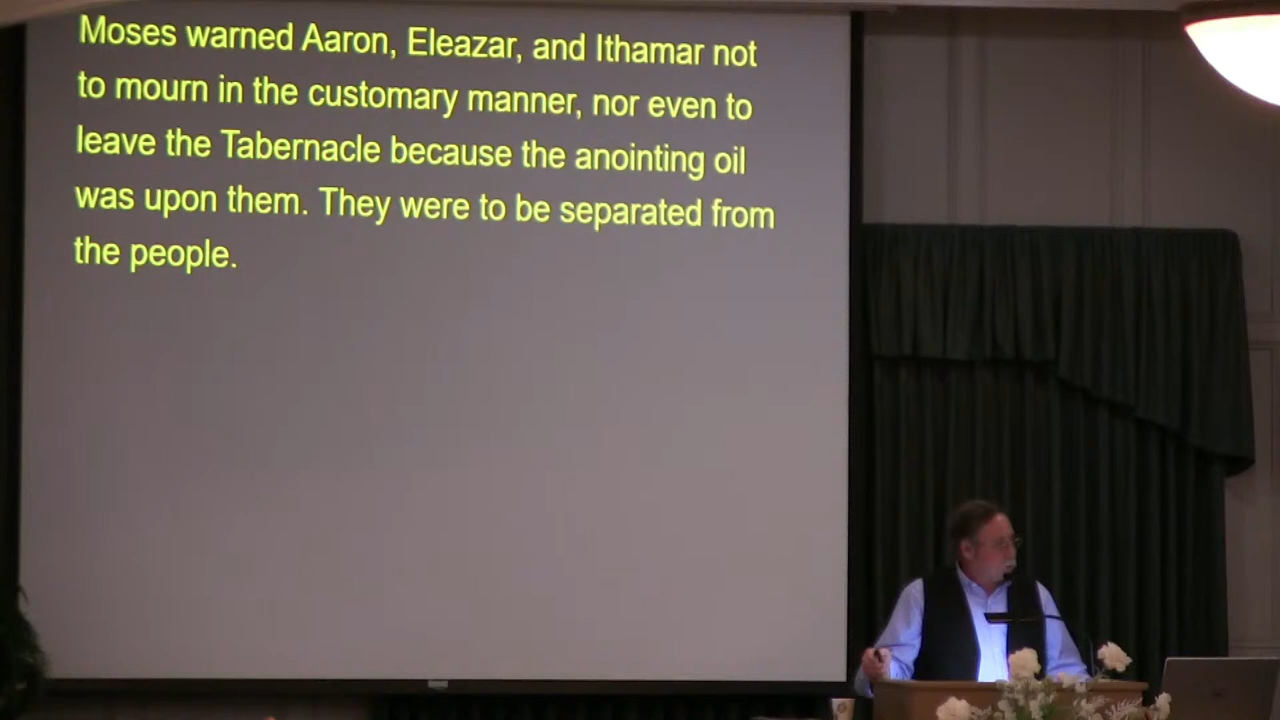 Moses warned Aaron, Eleazar, and Ithamar not
to mourn in the customary manner, nor even to
leave the Tabernacle because the anointing oil
was upon them. They were to be separated from
the people.